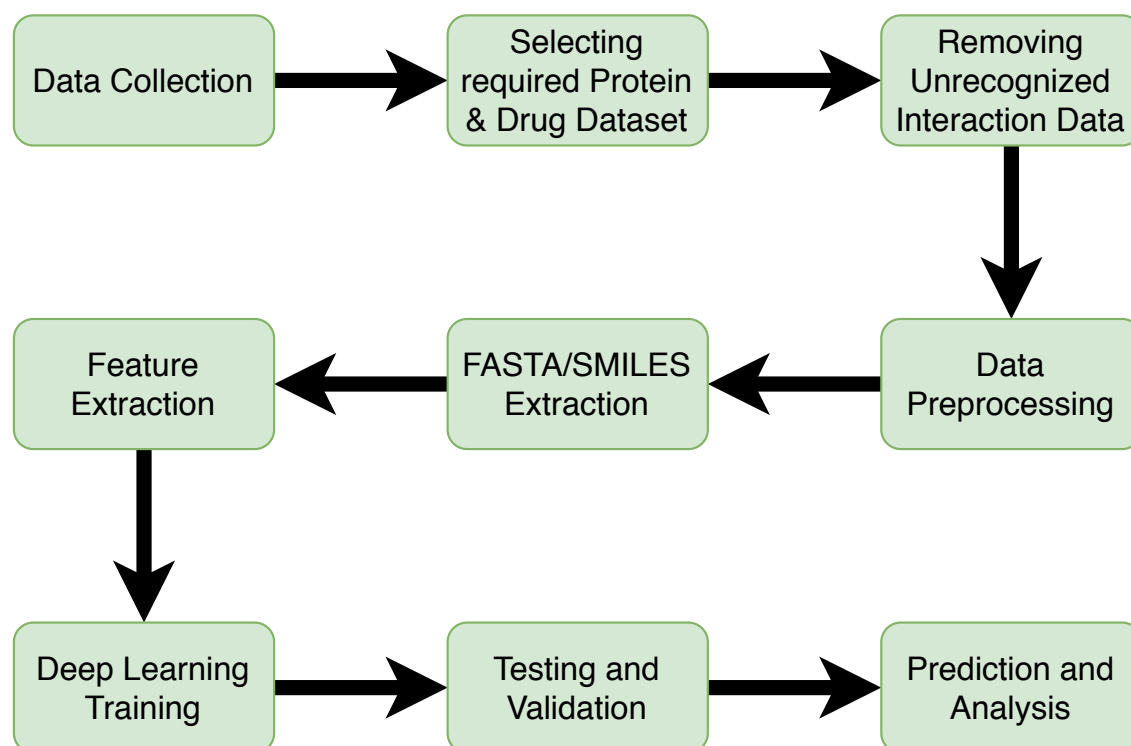 Data Collection
Selecting
required Protein
& Drug Dataset
Removing
Unrecognized
Interaction Data
Feature
Extraction
FASTA/SMILES
Extraction
Data
Preprocessing
Deep Learning
Training
Testing and
Validation
Prediction and
Analysis